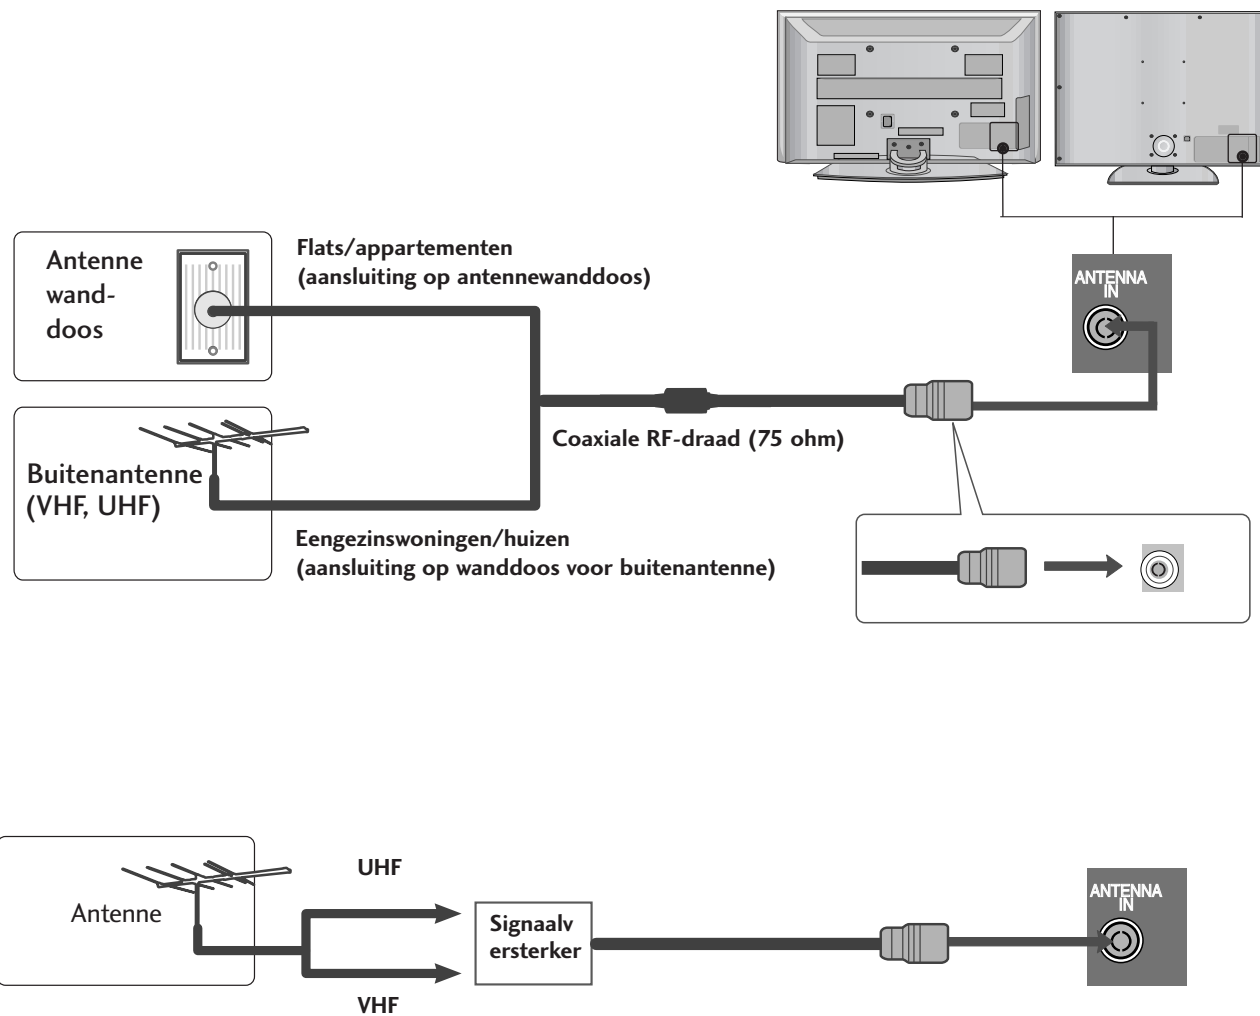 Antenne
wand-
doos
Flats/appartementen
(aansluiting op antennewanddoos)
ANTENNA
IN
Coaxiale RF-draad (75 ohm)
Buitenantenne
(VHF, UHF)
Eengezinswoningen/huizen
(aansluiting op wanddoos voor buitenantenne)
Antenne
UHF
VHF
Signaalv
ersterker
ANTENNA
IN